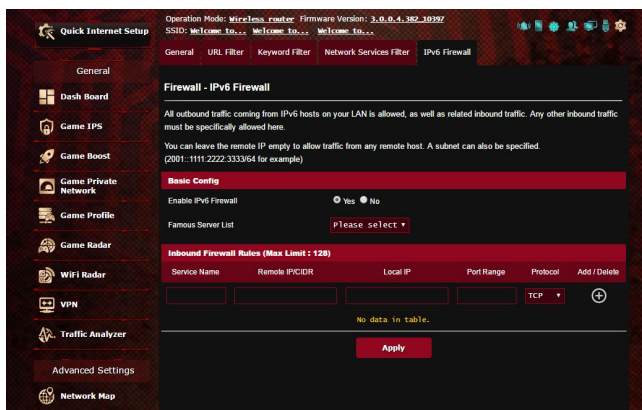 Quick Internet Setup
Operation Mode: Wireless router Firmware Version: 3.0.0.4.382_10397
SSID: Welcome to... Welcome to... Welcome to...
General URL Filter Keyword Filter Network Services Filter IPv6 Firewall
General
Dash Board
Game IPS
Game Boost
Game Private
Network
Game Profile
Game Radar
WiFi Radar
VPN
Traffic Analyzer
Advanced Settings
Network Map
Firewall - IPv6 Firewall
All outbound traffic coming from IPv6 hosts on your LAN is allowed, as well as related inbound traffic. Any other inbound traffic
must be specifically allowed here.
You can leave the remote IP empty to allow traffic from any remote host. A subnet can also be specified.
(2001::1111:2222:3333/64 for example)
Basic Config
Enable IPv6 Firewall Yes No
Famous Server List Please select
Inbound Firewall Rules (Max Limit : 128)
Service Name Remote IP/CIDR Local IP Port Range Protocol Add / Delete
TCP
No data in table.
Apply